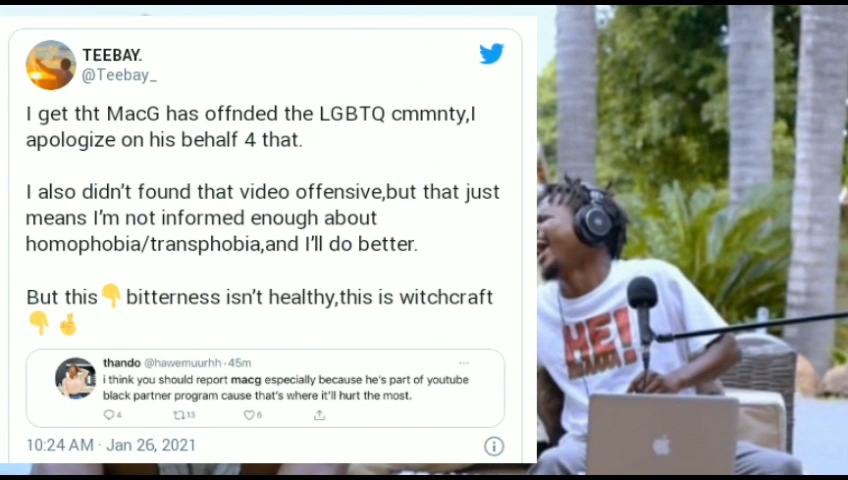 TEEBAY.
@Teebay_
I get tht MacG has offnded the LGBTQ cmmnty,I
apologize on his behalf 4 that.
I also didn't found that video offensive,but that just
means I'm not informed enough about
homophobia/transphobia,and I'll do better.
But this👇bitterness isn't healthy,this is witchcraft
👇🤞
thando @hawemuurhh · 45m
i think you should report macg especially because he's part of youtube
black partner program cause that's where it'll hurt the most.
4 13 6
10:24 AM · Jan 26, 2021
HE!